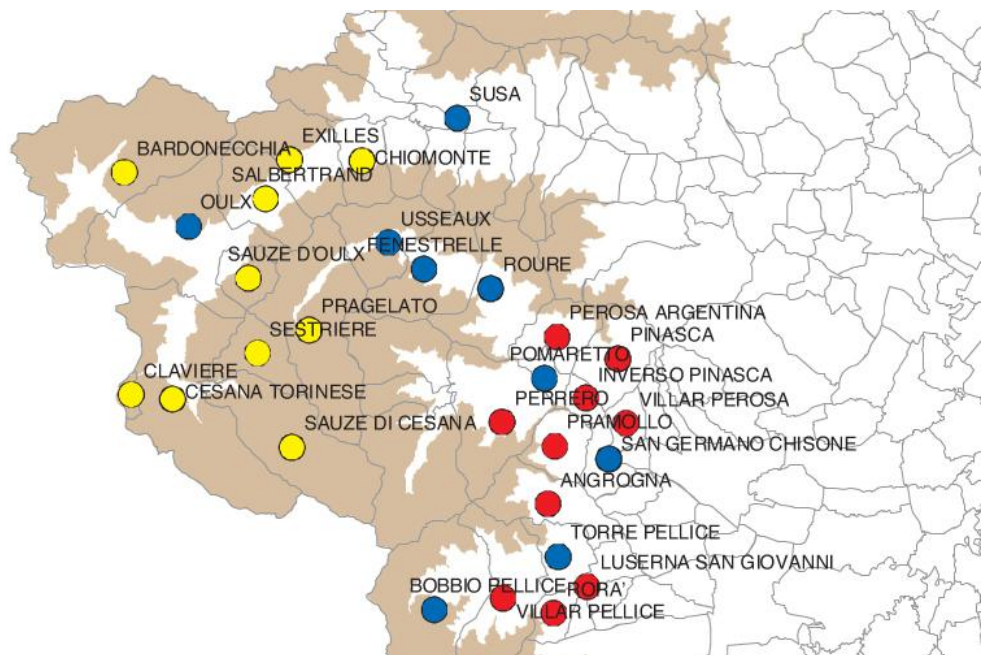 SUSA
EXILLES
BARDONECCHIA
CHIOMONTE
SALBERTRAND
OULX
USSEAUX
FENESTRELLE
SAUZE D'OULX
ROURE
PRAGELATO
PEROSA ARGENTINA
SESTRIERE
PINASCA
POMARETTO
CLAVIERE
INVERSO PINASCA
CESANA TORINESE
PERRERO
VILLAR PEROSA
SAUZE DI CESANA
PRAMOLLO
SAN GERMANO CHISONE
ANGROGNA
TORRE PELLICE
LUSERNA SAN GIOVANNI
BOBBIO PELLICE
RORA'
VILLAR PELLICE